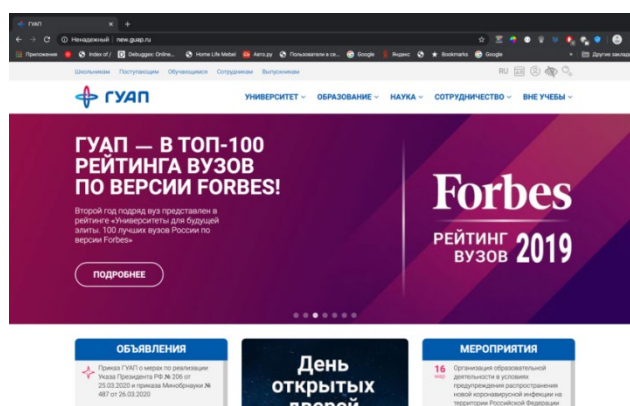 ГУАП
Ненадежный new.guap.ru
Приложения Index of / Debugger: Online... Home Life Mebel Авто.ру Пользователи в се... Google Яндекс Bookmarks Google Другие заклад
Школьникам Поступающим Обучающимся Сотрудникам Выпускникам RU
ГУАП УНИВЕРСИТЕТ ОБРАЗОВАНИЕ НАУКА СОТРУДНИЧЕСТВО ВНЕ УЧЕБЫ
ГУАП — В ТОП-100
РЕЙТИНГА ВУЗОВ
ПО ВЕРСИИ FORBES!
Второй год подряд вуз представлен в
рейтинге «Университеты для будущей
элиты. 100 лучших вузов России по
версии Forbes»
ПОДРОБНЕЕ
Forbes
РЕЙТИНГ
ВУЗОВ 2019
ОБЪЯВЛЕНИЯ
Приказ ГУАП о мерах по реализации
Указа Президента РФ № 206 от
25.03.2020 и приказа Минобрнауки №
487 от 26.03.2020
День
открытых
дверей
МЕРОПРИЯТИЯ
16 мар
Организация образовательной
деятельности в условиях
предупреждения распространения
новой коронавирусной инфекции на
территории Российской Федерации